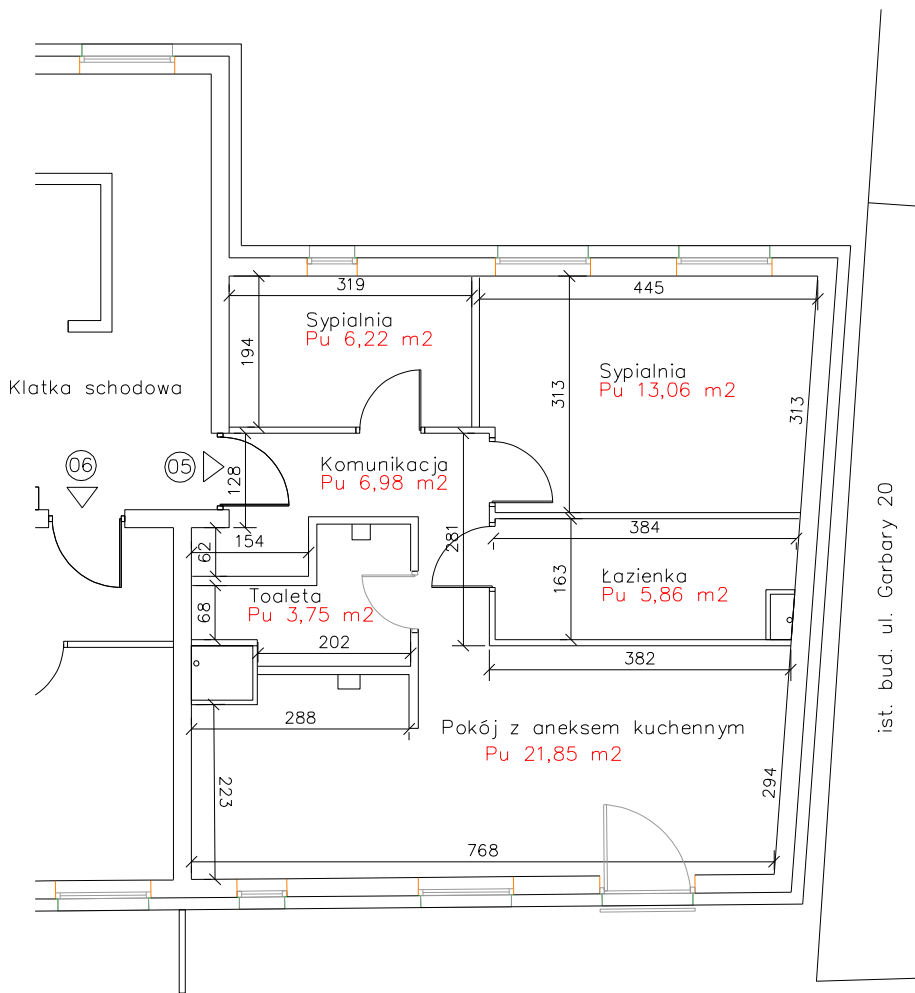 319
445
Sypialnia
Pu 6,22 m2
194
Sypialnia
Pu 13,06 m2
313
313
Klatka schodowa
06
05
128
Komunikacja
Pu 6,98 m2
281
384
154
62
Toaleta
Pu 3,75 m2
68
202
163
Łazienka
Pu 5,86 m2
382
288
Pokój z aneksem kuchennym
Pu 21,85 m2
223
294
768
ist. bud. ul. Garbary 20